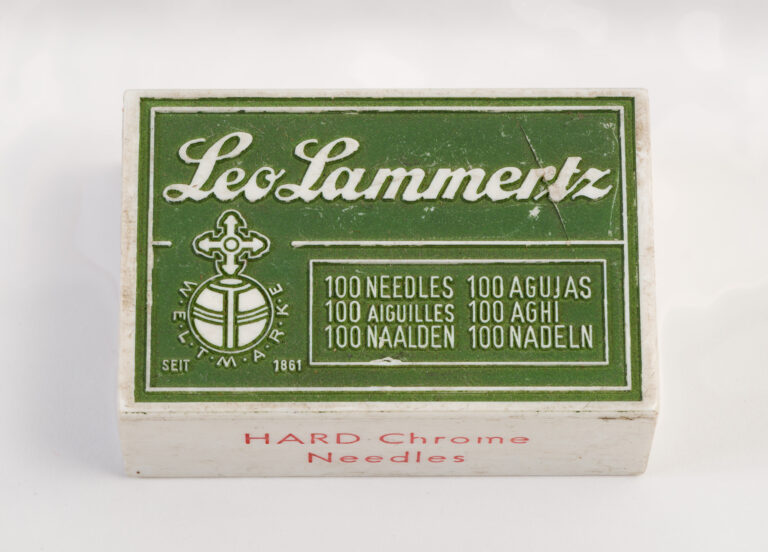 Leo Lammertz
100 NEEDLES 100 AGUJAS
100 AIGUILLES 100 AGHI
100 NAALDEN 100 NADELN
W·E·L·T·M·A·R·K·E
SEIT 1861
HARD Chrome
Needles